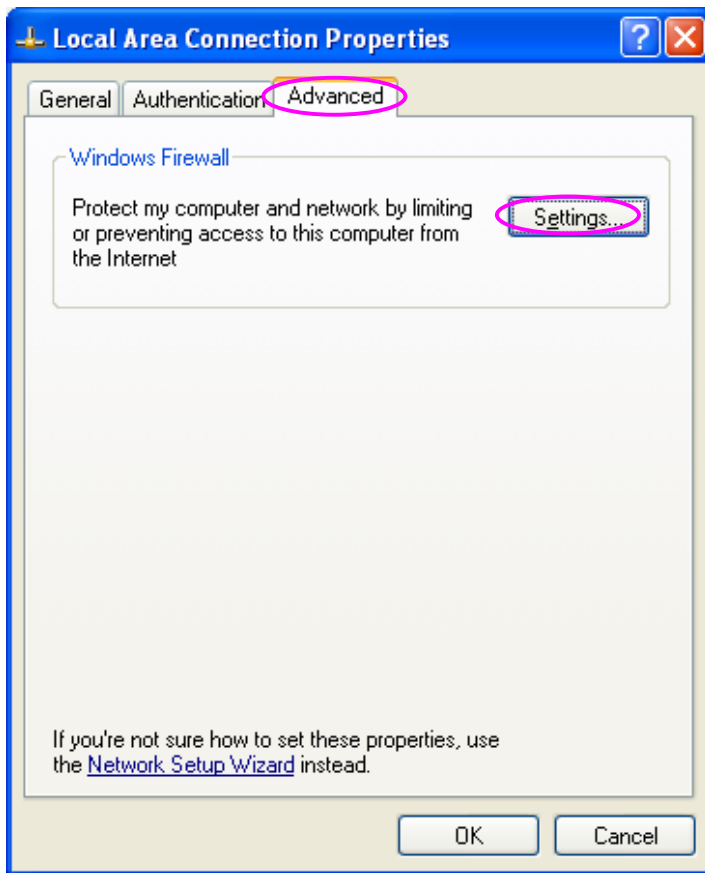 Local Area Connection Properties
General Authentication Advanced
Windows Firewall
Protect my computer and network by limiting
or preventing access to this computer from
the Internet
Settings...
If you're not sure how to set these properties, use
the Network Setup Wizard instead.
OK Cancel